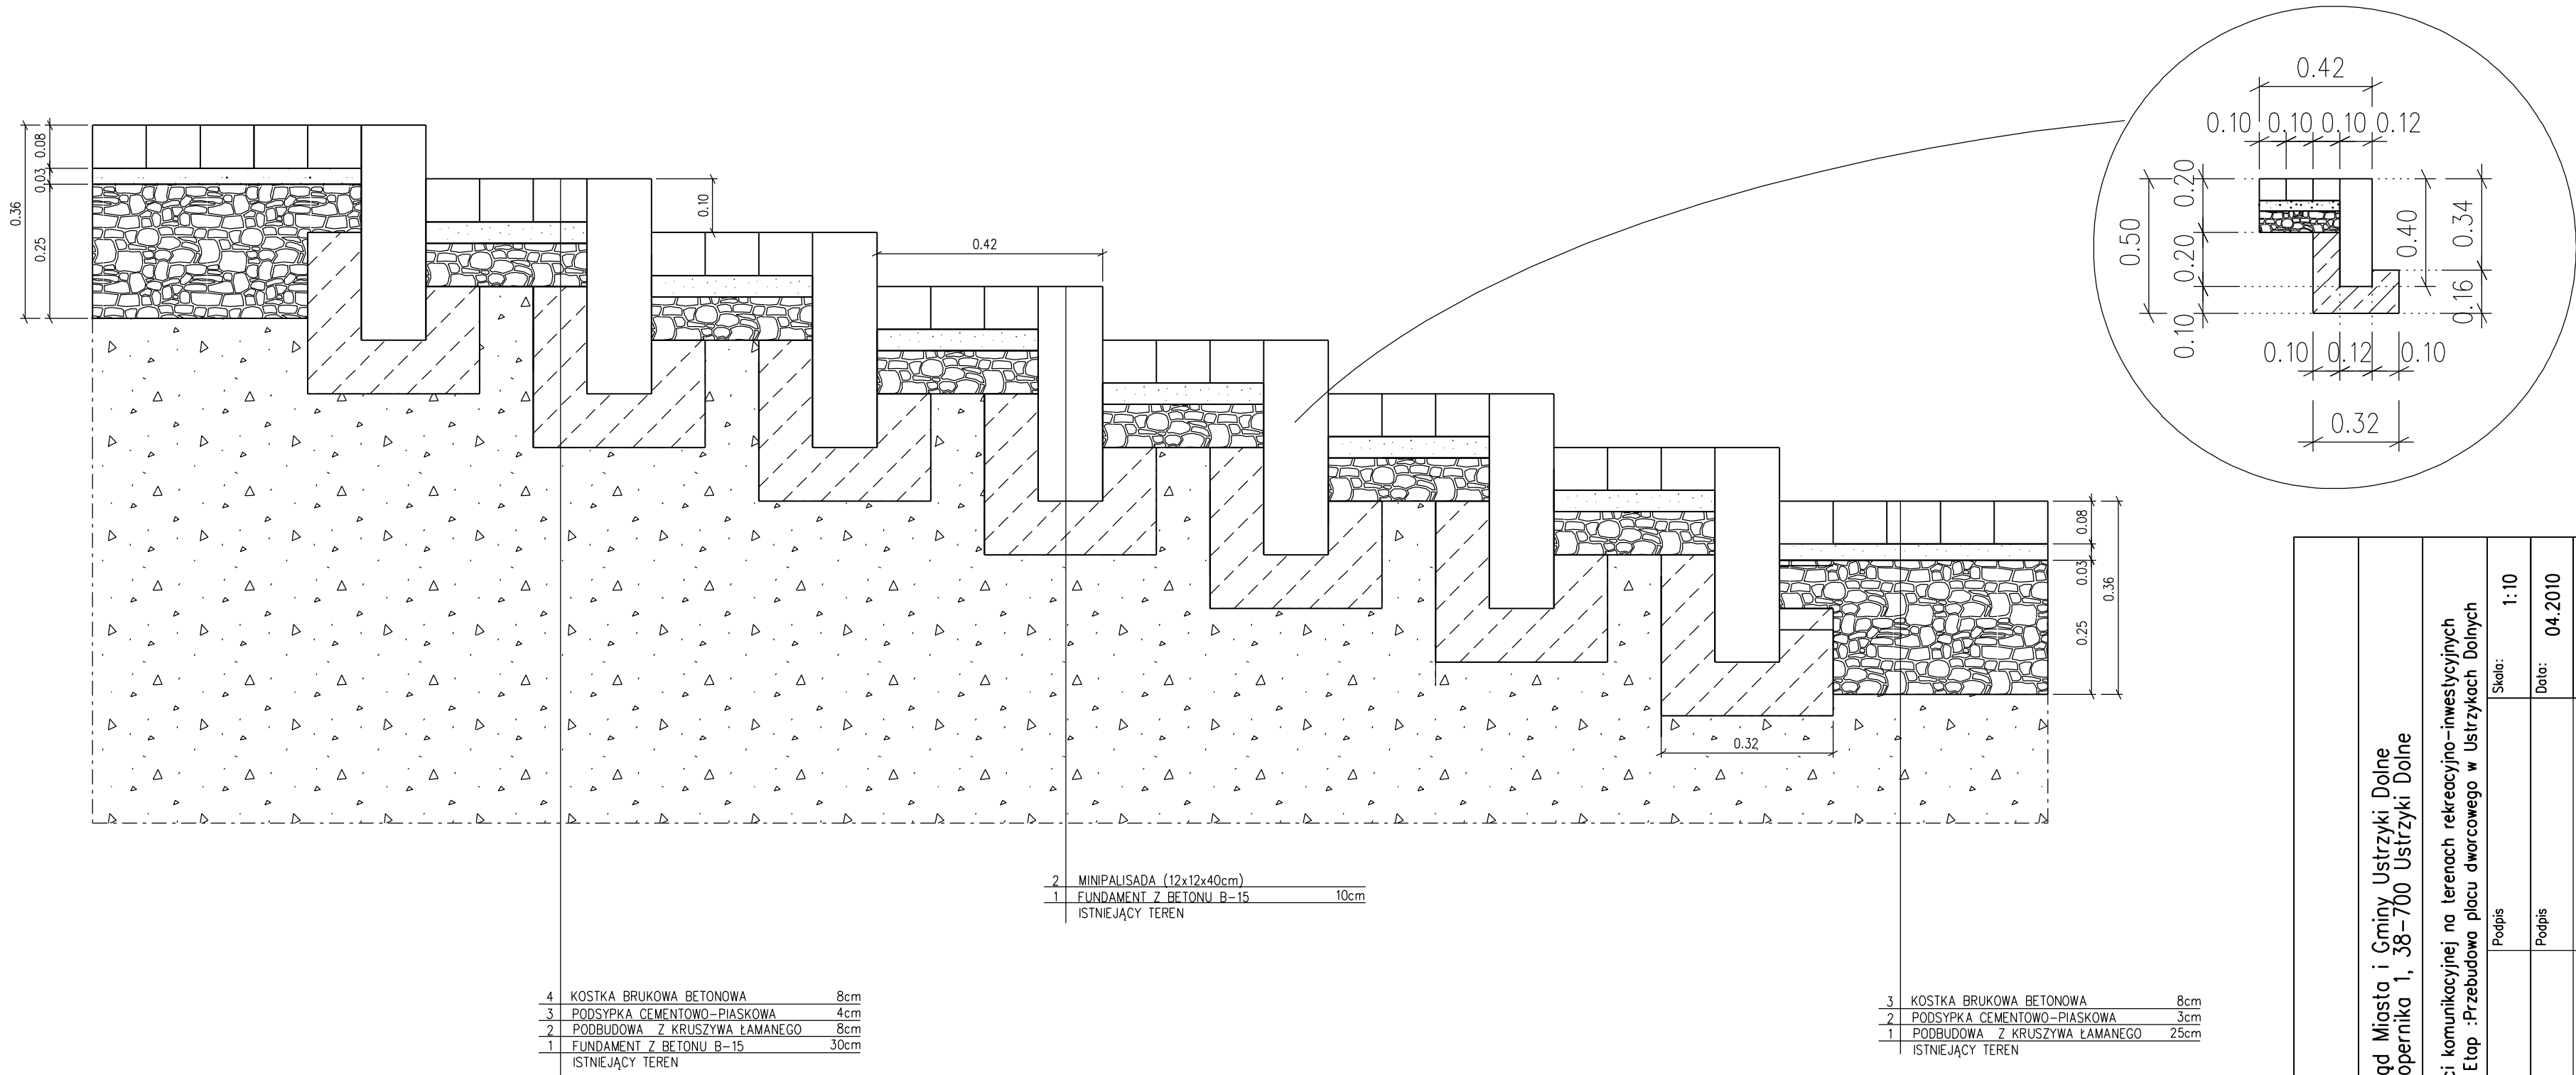 0.36
0.08
0.03
0.25
0.10
0.42
0.32
0.08
0.03
0.25
0.36
0.42
0.10 0.10 0.10 0.12
0.50
0.20
0.20
0.10
0.40
0.34
0.16
0.10 0.12 0.10
0.32
2 MINIPALISADA (12x12x40cm)
1 FUNDAMENT Z BETONU B-15 10cm
ISTNIEJĄCY TEREN
4 KOSTKA BRUKOWA BETONOWA 8cm
3 PODSYPKA CEMENTOWO-PIASKOWA 4cm
2 PODBUDOWA Z KRUSZYWA ŁAMANEGO 8cm
1 FUNDAMENT Z BETONU B-15 30cm
ISTNIEJĄCY TEREN
3 KOSTKA BRUKOWA BETONOWA 8cm
2 PODSYPKA CEMENTOWO-PIASKOWA 3cm
1 PODBUDOWA Z KRUSZYWA ŁAMANEGO 25cm
ISTNIEJĄCY TEREN
Miasta i Gminy Ustrzyki Dolne
opernika 1, 38-700 Ustrzyki Dolne
komunikacyjnej na terenach rekreacyjno-inwestycyjnych
Etap :Przebudowa placu dworcowego w Ustrzykach Dolnych
Podpis
Skala: 1:10
Podpis
Data: 04.2010